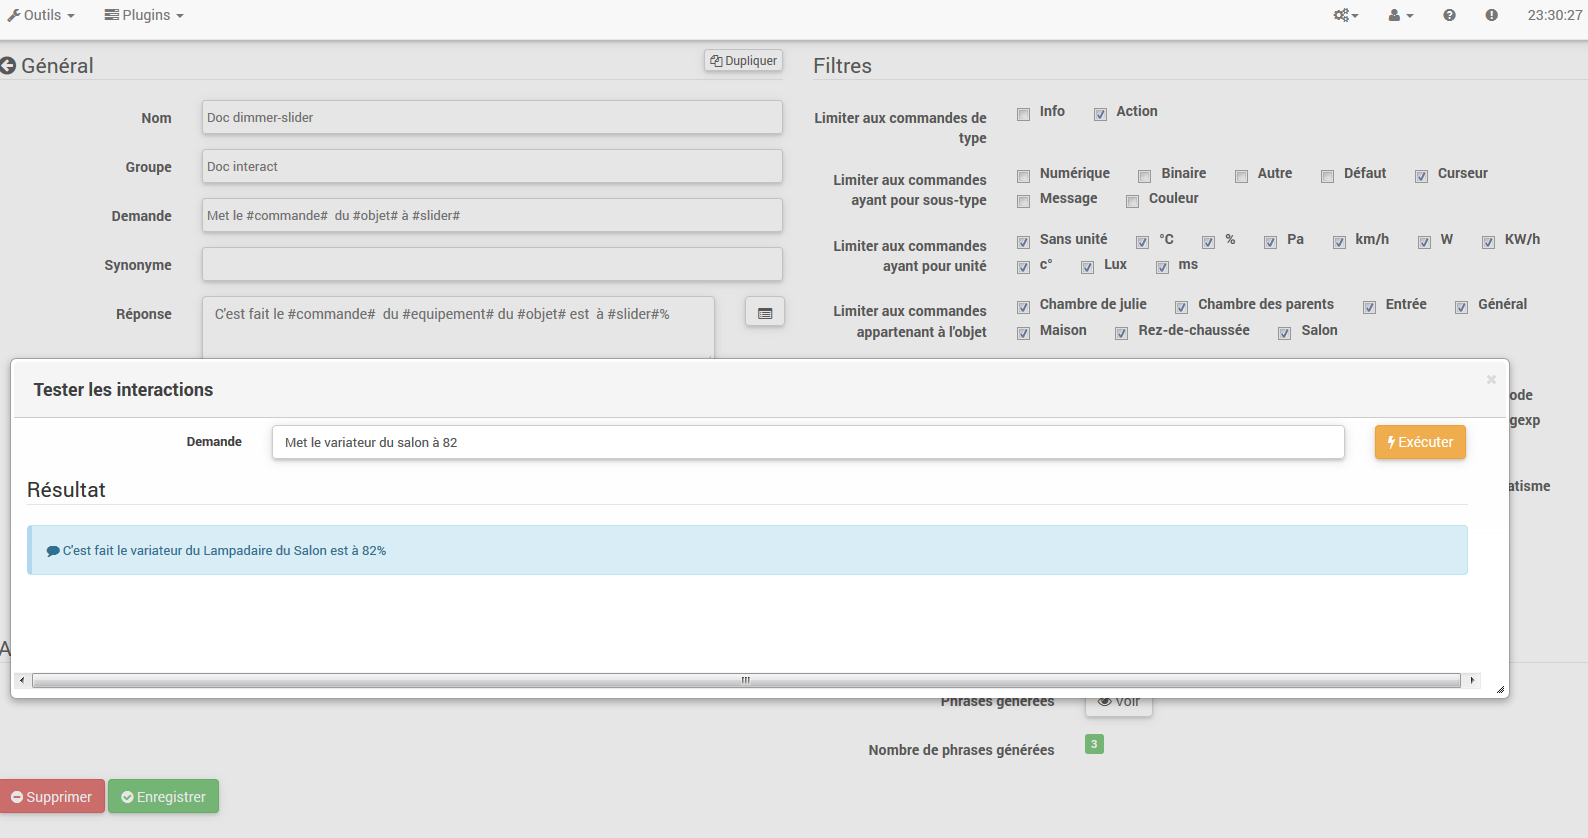 Outils Plugins 23:30:27
Général Dupliquer
Nom Doc dimmer-slider
Groupe Doc interact
Demande Met le #commande#  du #objet# à #slider#
Synonyme
Réponse C'est fait le #commande#  du #equipement# du #objet# est  à #slider#%
Filtres
Limiter aux commandes de
type
Info Action
Limiter aux commandes
ayant pour sous-type
Numérique Binaire Autre Défaut Curseur
Message Couleur
Limiter aux commandes
ayant pour unité
Sans unité °C % Pa km/h W KW/h
c° Lux ms
Limiter aux commandes
appartenant à l'objet
Chambre de julie Chambre des parents Entrée Général
Maison Rez-de-chaussée Salon
ode
gexp
atisme
Tester les interactions
Demande Met le variateur du salon à 82 Exécuter
Résultat
C'est fait le variateur du Lampadaire du Salon est à 82%
A
Phrases générées Voir
Nombre de phrases générées 3
Supprimer Enregistrer